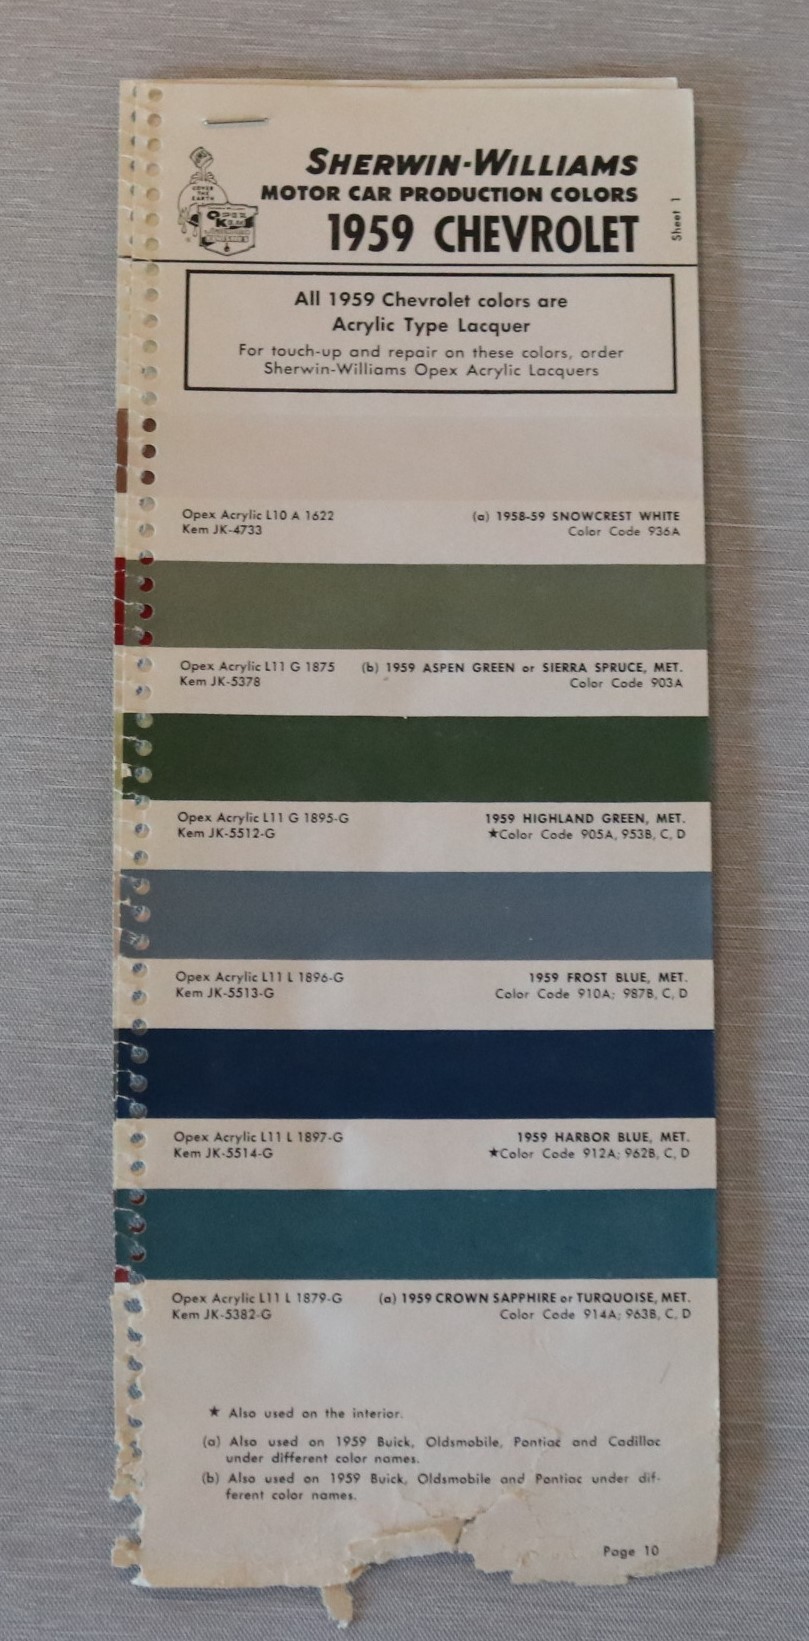 SHERWIN-WILLIAMS
MOTOR CAR PRODUCTION COLORS
1959 CHEVROLET
Sheet 1
COVER
THE
EARTH
OPEX
KEM
All 1959 Chevrolet colors are
Acrylic Type Lacquer
For touch-up and repair on these colors, order
Sherwin-Williams Opex Acrylic Lacquers
Opex Acrylic L10 A 1622 (a) 1958-59 SNOWCREST WHITE
Kem JK-4733 Color Code 936A
Opex Acrylic L11 G 1875 (b) 1959 ASPEN GREEN or SIERRA SPRUCE, MET.
Kem JK-5378 Color Code 903A
Opex Acrylic L11 G 1895-G 1959 HIGHLAND GREEN, MET.
Kem JK-5512-G ★Color Code 905A, 953B, C, D
Opex Acrylic L11 L 1896-G 1959 FROST BLUE, MET.
Kem JK-5513-G Color Code 910A; 987B, C, D
Opex Acrylic L11 L 1897-G 1959 HARBOR BLUE, MET.
Kem JK-5514-G ★Color Code 912A; 962B, C, D
Opex Acrylic L11 L 1879-G (a) 1959 CROWN SAPPHIRE or TURQUOISE, MET.
Kem JK-5382-G Color Code 914A; 963B, C, D
★ Also used on the interior.
(a) Also used on 1959 Buick, Oldsmobile, Pontiac and Cadillac
under different color names.
(b) Also used on 1959 Buick, Oldsmobile and Pontiac under dif-
ferent color names.
Page 10